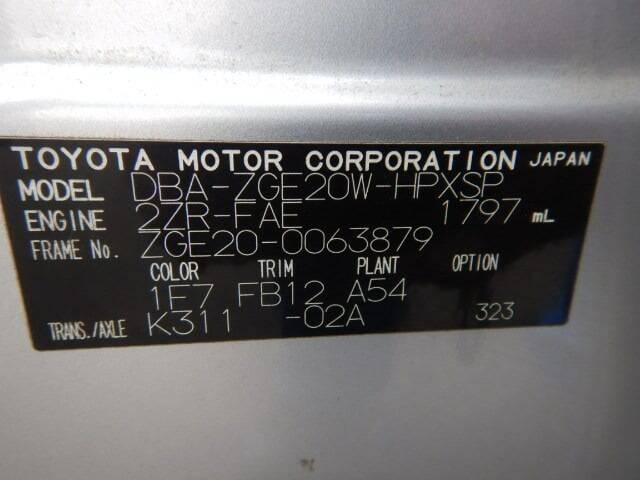 TOYOTA MOTOR CORPORATION JAPAN
MODEL DBA-ZGE20W-HPXSP
ENGINE 2ZR-FAE 1797 mL
FRAME No. ZGE20-0063879
COLOR TRIM PLANT OPTION
1F7 FB12 A54
TRANS./AXLE K311 -02A 323